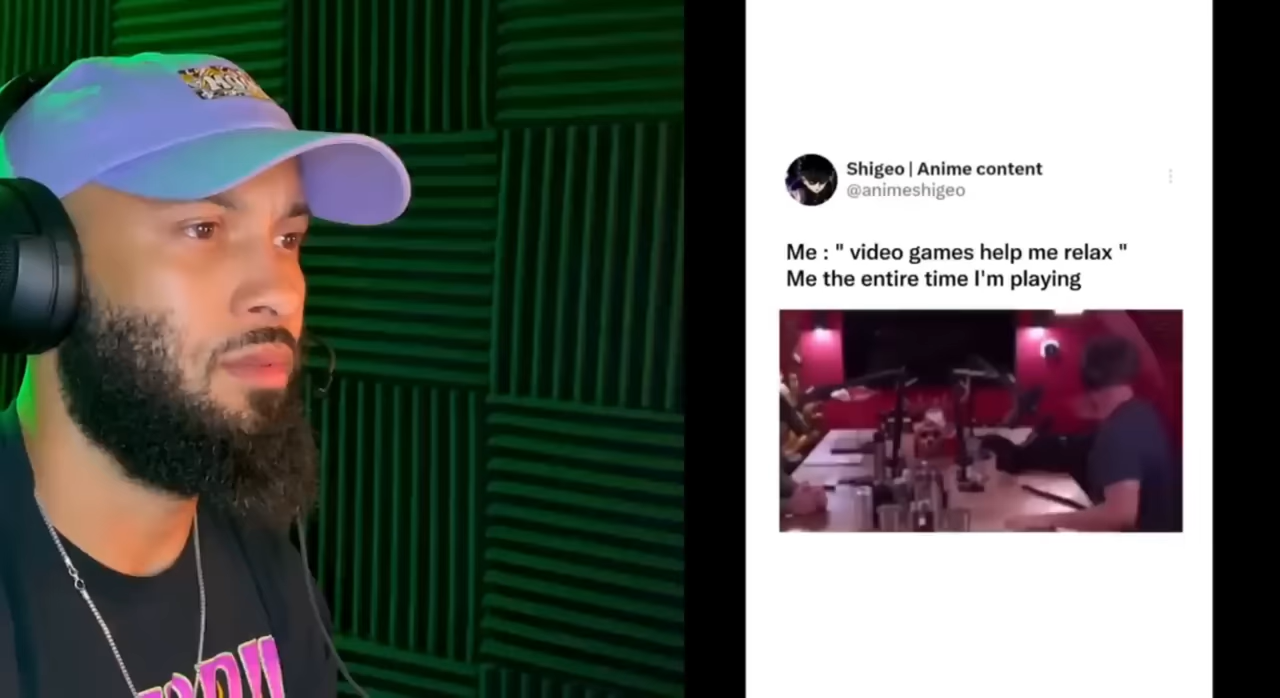 Shigeo | Anime content
@animeshigeo
Me : " video games help me relax "
Me the entire time I'm playing